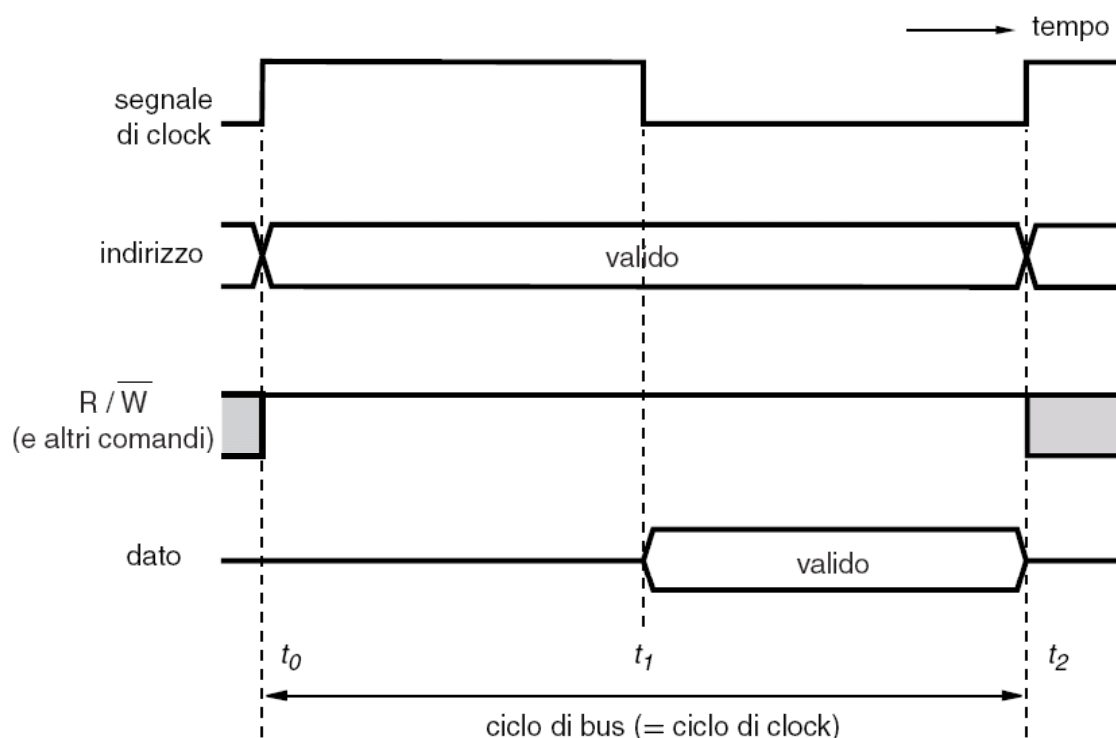 tempo
segnale
di clock
indirizzo
valido
R / W̅
(e altri comandi)
dato
valido
t0
t1
t2
ciclo di bus (= ciclo di clock)